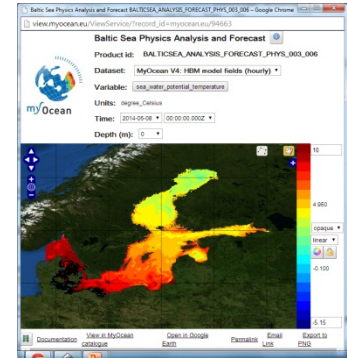 Baltic Sea Physics Analysis and Forecast BALTICSEA_ANALYSIS_FORECAST_PHYS_003_006 - Google Chrome
view.myocean.eu/ViewService/?record_id=myocean.eu/94663
Baltic Sea Physics Analysis and Forecast
Product id: BALTICSEA_ANALYSIS_FORECAST_PHYS_003_006
Dataset: MyOcean V4: HBM model fields (hourly)
Variable: sea_water_potential_temperature
myOcean
Units: degree_Celsius
Time: 2014-05-08 00:00:00.000Z
Depth (m): 0
10
4.950
opaque
linear
-0.100
-5.15
Documentation View in MyOcean catalogue Open in Google Earth Permalink Email Link Export to PNG